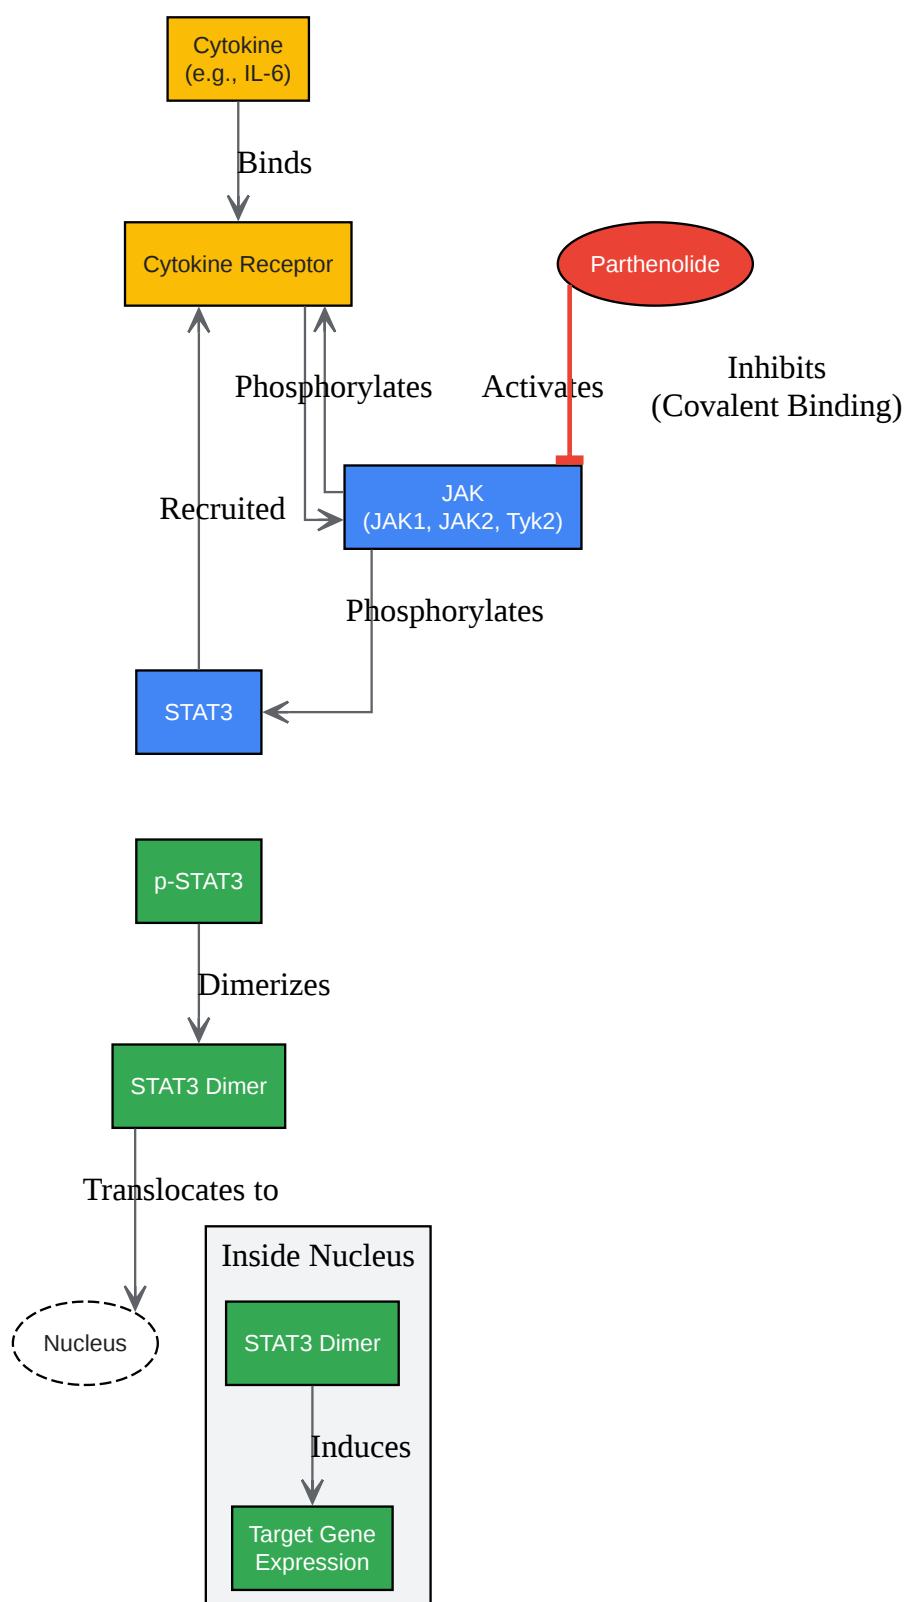 Cytokine
(e.g., IL-6)
Binds
Cytokine Receptor
Parthenolide
Phosphorylates
Activates
Inhibits
(Covalent Binding)
Recruited
JAK
(JAK1, JAK2, Tyk2)
Phosphorylates
STAT3
p-STAT3
Dimerizes
STAT3 Dimer
Translocates to
Inside Nucleus
Nucleus
STAT3 Dimer
Induces
Target Gene
Expression